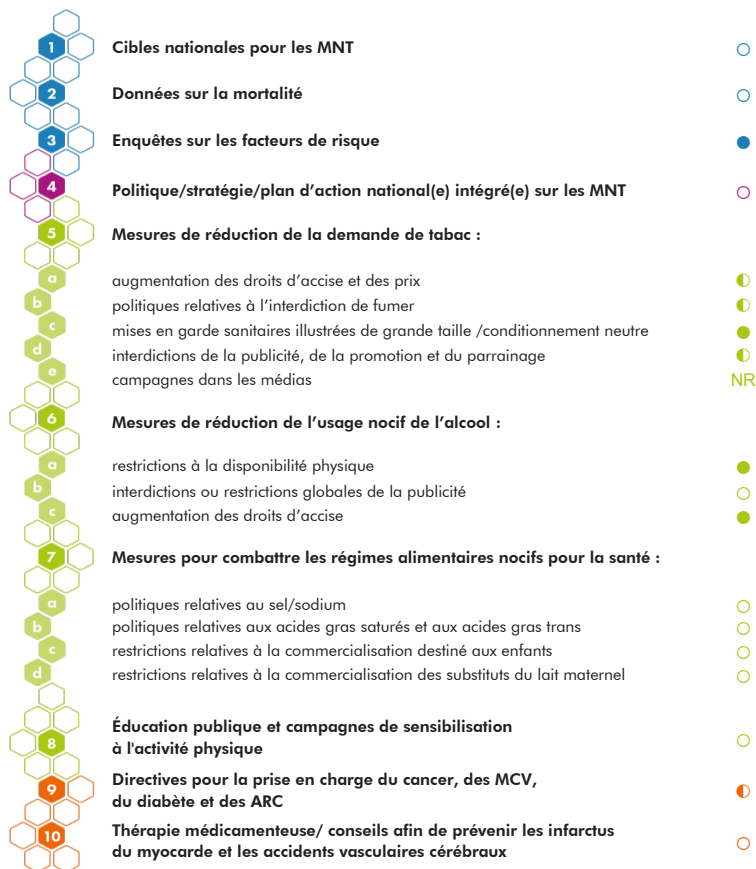 1 Cibles nationales pour les MNT ○
2 Données sur la mortalité ○
3 Enquêtes sur les facteurs de risque ●
4 Politique/stratégie/plan d’action national(e) intégré(e) sur les MNT ○
5 Mesures de réduction de la demande de tabac :
a augmentation des droits d’accise et des prix ◐
b politiques relatives à l’interdiction de fumer ◐
c mises en garde sanitaires illustrées de grande taille /conditionnement neutre ●
d interdictions de la publicité, de la promotion et du parrainage ◐
e campagnes dans les médias NR
6 Mesures de réduction de l’usage nocif de l’alcool :
a restrictions à la disponibilité physique ●
b interdictions ou restrictions globales de la publicité ○
c augmentation des droits d’accise ●
7 Mesures pour combattre les régimes alimentaires nocifs pour la santé :
a politiques relatives au sel/sodium ○
b politiques relatives aux acides gras saturés et aux acides gras trans ○
c restrictions relatives à la commercialisation destiné aux enfants ○
d restrictions relatives à la commercialisation des substituts du lait maternel ○
8 Éducation publique et campagnes de sensibilisation
à l'activité physique ○
9 Directives pour la prise en charge du cancer, des MCV,
du diabète et des ARC ◐
10 Thérapie médicamenteuse/ conseils afin de prévenir les infarctus
du myocarde et les accidents vasculaires cérébraux ○